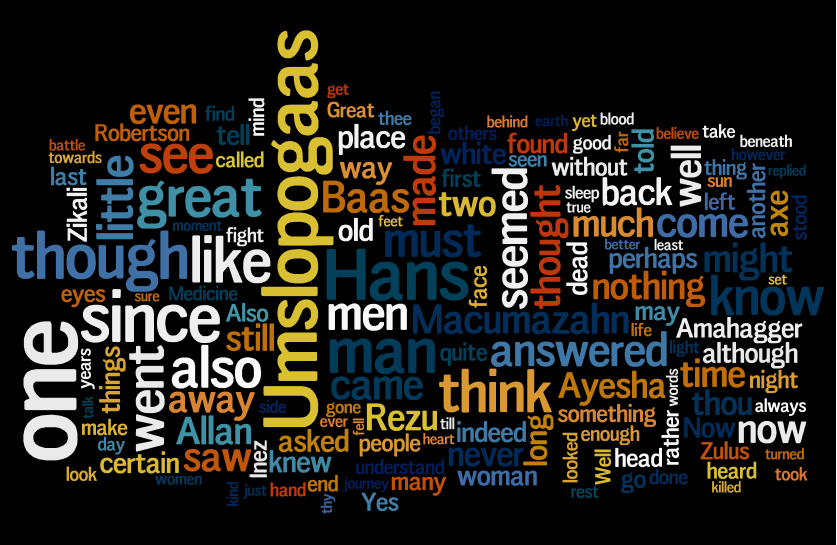 get
Great
thee
began
even
find
mind
Robertson
tell
battle
towards
see
called
last
little
great
Zikali
moment
fight
though
like
Umslopogaas
place
way
made
Baas
two
old
feet
must
others
white
first
behind
earth
yet
blood
seen
found
good
far
told
believe
take
beneath
without
well
thing
however
replied
sun
another
left
axe
stood
sleep
true
back
seemed
thought
much
come
dead
better
least
perhaps
might
nothing
set
know
eyes
sure
Medicine
since
Also
still
Hans
face
men
Macumazahn
may
life
Amahagger
one
years
things
went
also
man
quite
answered
light
although
came
think
Ayesha
time
night
talk
make
day
away
side
gone
ever
fell
Rezu
till
indeed
long
something
enough
words
rather
thou
always
Allan
asked
people
heart
Now
now
look
certain
saw
Inez
knew
understand
never
looked
Well
head
Zulus
turned
women
kind
just
hand
end
thy
journey
many
Yes
woman
rest
go
done
heard
killed
took